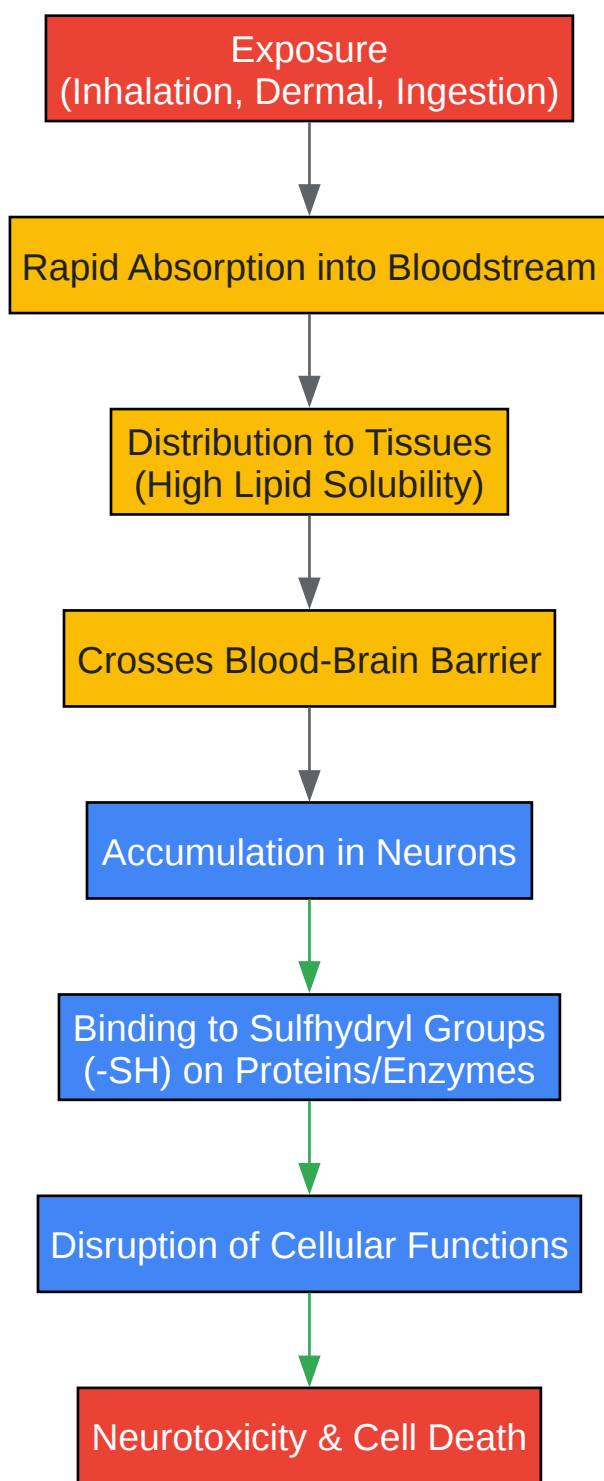 Exposure
(Inhalation, Dermal, Ingestion)
Rapid Absorption into Bloodstream
Distribution to Tissues
(High Lipid Solubility)
Crosses Blood-Brain Barrier
Accumulation in Neurons
Binding to Sulfhydryl Groups
(-SH) on Proteins/Enzymes
Disruption of Cellular Functions
Neurotoxicity & Cell Death